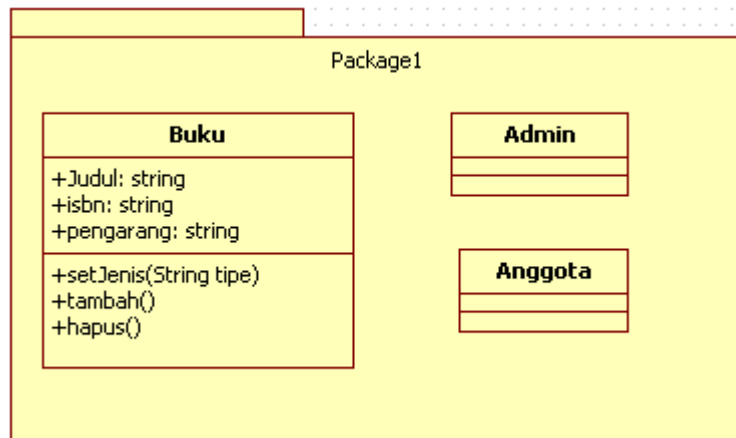 Package1
Buku
+Judul: string
+isbn: string
+pengarang: string
+setJenis(String tipe)
+tambah()
+hapus()
Admin
Anggota